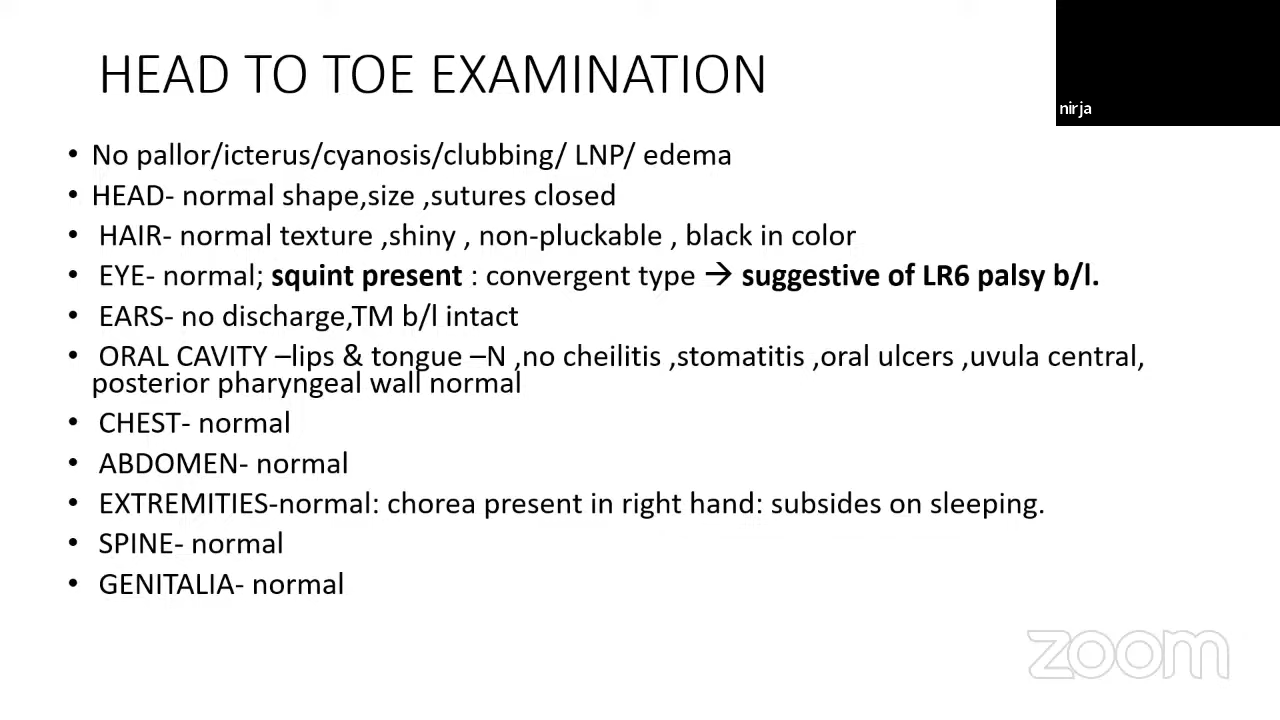 HEAD TO TOE EXAMINATION
nirja
• No pallor/icterus/cyanosis/clubbing/ LNP/ edema
• HEAD- normal shape,size ,sutures closed
• HAIR- normal texture ,shiny , non-pluckable , black in color
• EYE- normal; squint present : convergent type → suggestive of LR6 palsy b/l.
• EARS- no discharge,TM b/l intact
• ORAL CAVITY –lips & tongue –N ,no cheilitis ,stomatitis ,oral ulcers ,uvula central,
posterior pharyngeal wall normal
• CHEST- normal
• ABDOMEN- normal
• EXTREMITIES-normal: chorea present in right hand: subsides on sleeping.
• SPINE- normal
• GENITALIA- normal
zoom